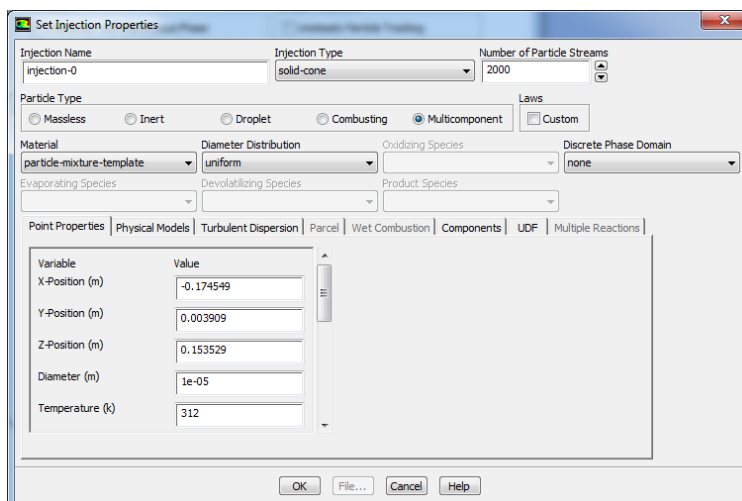 Set Injection Properties
Injection Name
Injection Type
Number of Particle Streams
injection-0
solid-cone
2000
Particle Type
Laws
Massless
Inert
Droplet
Combusting
Multicomponent
Custom
Material
Diameter Distribution
Oxidizing Species
Discrete Phase Domain
particle-mixture-template
uniform
none
Evaporating Species
Devolatilizing Species
Product Species
Point Properties
Physical Models
Turbulent Dispersion
Parcel
Wet Combustion
Components
UDF
Multiple Reactions
Variable
Value
X-Position (m)
-0.174549
Y-Position (m)
0.003909
Z-Position (m)
0.153529
Diameter (m)
1e-05
Temperature (k)
312
OK
File...
Cancel
Help